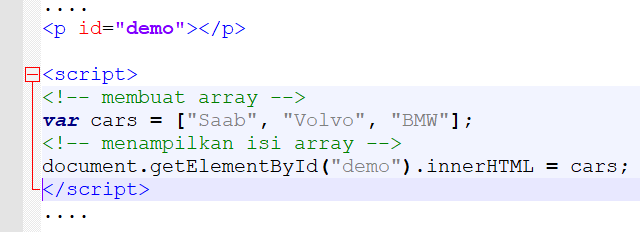 ....
<p id="demo"></p>
<script>
<!-- membuat array -->
var cars = ["Saab", "Volvo", "BMW"];
<!-- menampilkan isi array -->
document.getElementById("demo").innerHTML = cars;
</script>
....